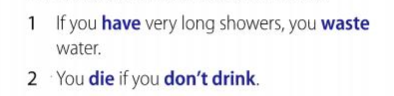 1 If you have very long showers, you waste
water.
2 You die if you don't drink.